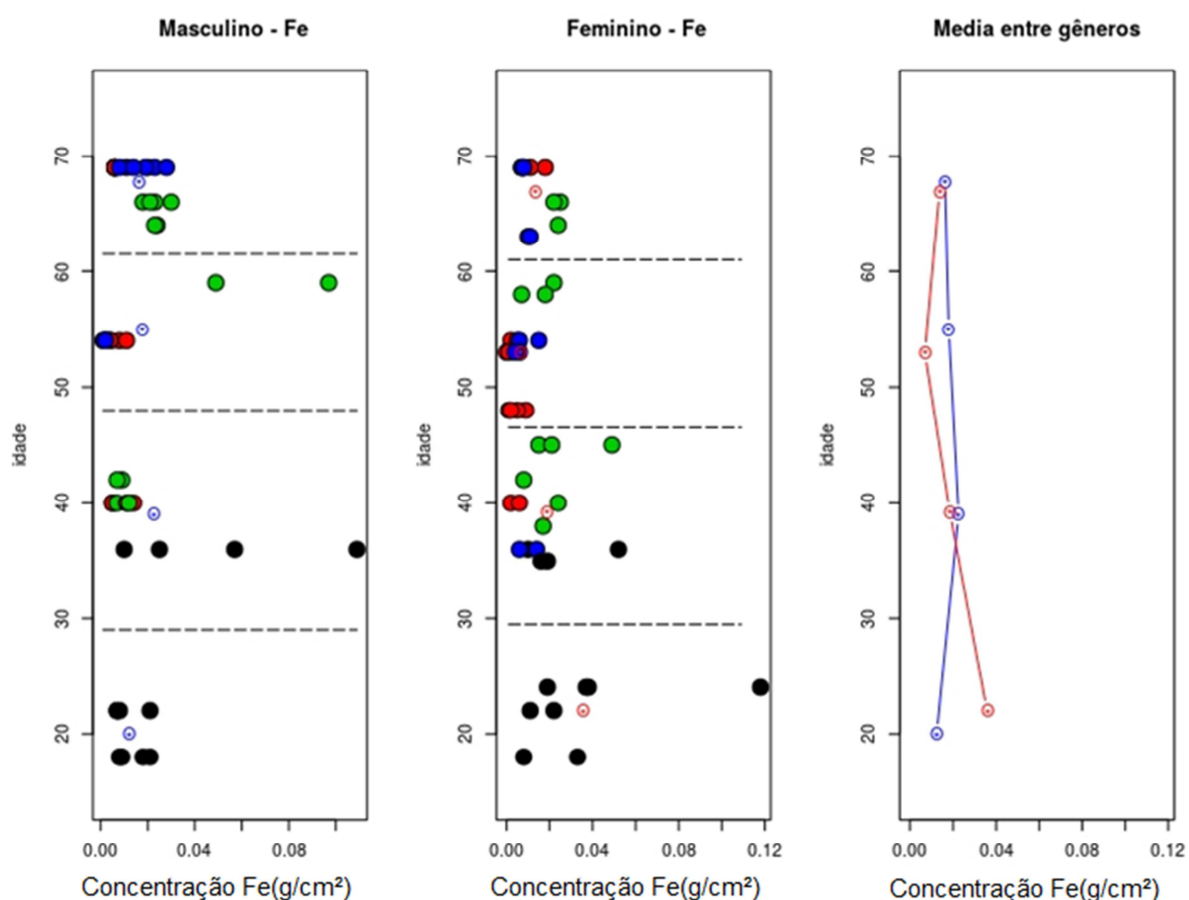 Masculino - Fe
idade
70
60
50
40
30
20
0.00 0.04 0.08
Concentração Fe(g/cm²)
Feminino - Fe
idade
70
60
50
40
30
20
0.00 0.04 0.08 0.12
Concentração Fe(g/cm²)
Media entre gêneros
idade
70
60
50
40
30
20
0.00 0.04 0.08 0.12
Concentração Fe(g/cm²)